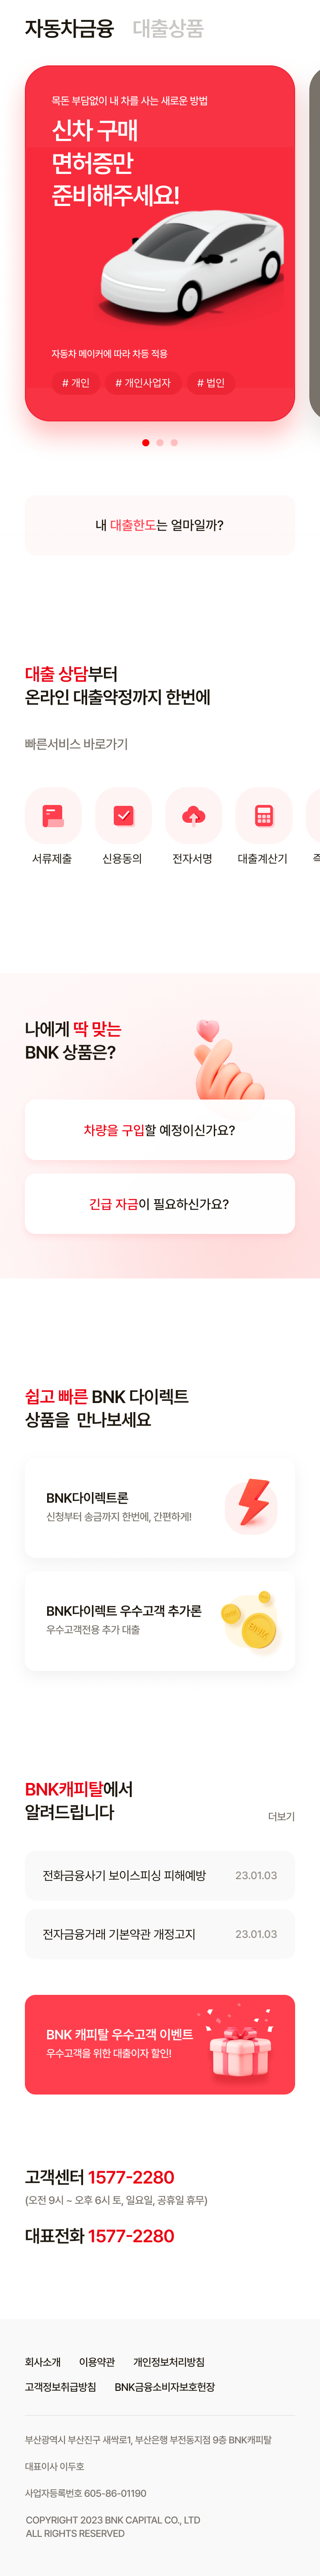 자동차금융 대출상품
목돈 부담없이 내 차를 사는 새로운 방법
신차 구매
면허증만
준비해주세요!
자동차 메이커에 따라 차등 적용
# 개인 # 개인사업자 # 법인
내 대출한도는 얼마일까?
대출 상담부터
온라인 대출약정까지 한번에
빠른서비스 바로가기
서류제출 신용동의 전자서명 대출계산기
나에게 딱 맞는
BNK 상품은?
차량을 구입할 예정이신가요?
긴급 자금이 필요하신가요?
쉽고 빠른 BNK 다이렉트
상품을 만나보세요
BNK다이렉트론
신청부터 송금까지 한번에, 간편하게!
BNK다이렉트 우수고객 추가론
우수고객전용 추가 대출
BNK
BNK캐피탈에서
알려드립니다
더보기
전화금융사기 보이스피싱 피해예방 23.01.03
전자금융거래 기본약관 개정고지 23.01.03
BNK 캐피탈 우수고객 이벤트
우수고객을 위한 대출이자 할인!
고객센터 1577-2280
(오전 9시 ~ 오후 6시 토, 일요일, 공휴일 휴무)
대표전화 1577-2280
회사소개 이용약관 개인정보처리방침
고객정보취급방침 BNK금융소비자보호헌장
부산광역시 부산진구 새싹로1, 부산은행 부전동지점 9층 BNK캐피탈
대표이사 이두호
사업자등록번호 605-86-01190
COPYRIGHT 2023 BNK CAPITAL CO., LTD
ALL RIGHTS RESERVED